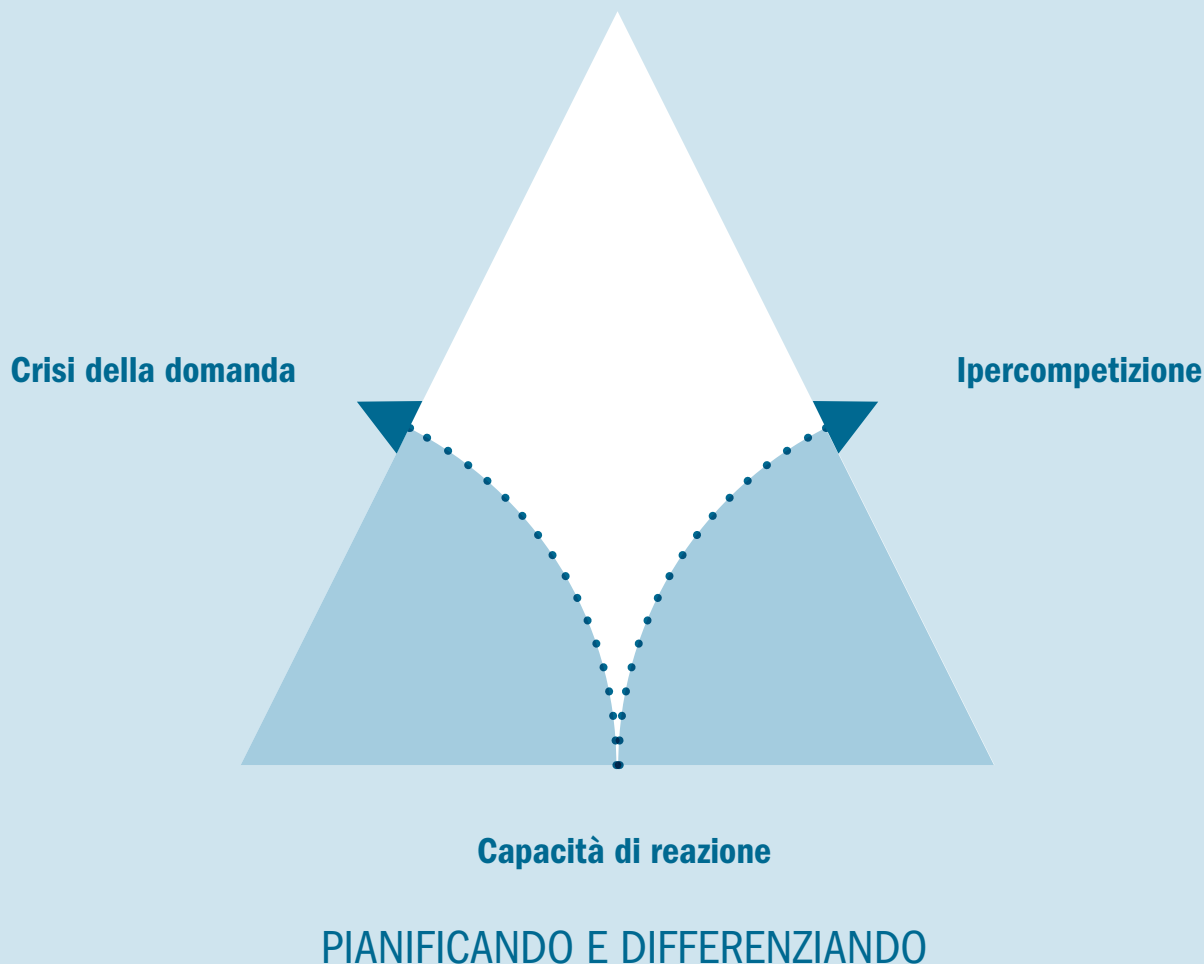 Crisi della domanda
Ipercompetizione
Capacità di reazione
PIANIFICANDO E DIFFERENZIANDO